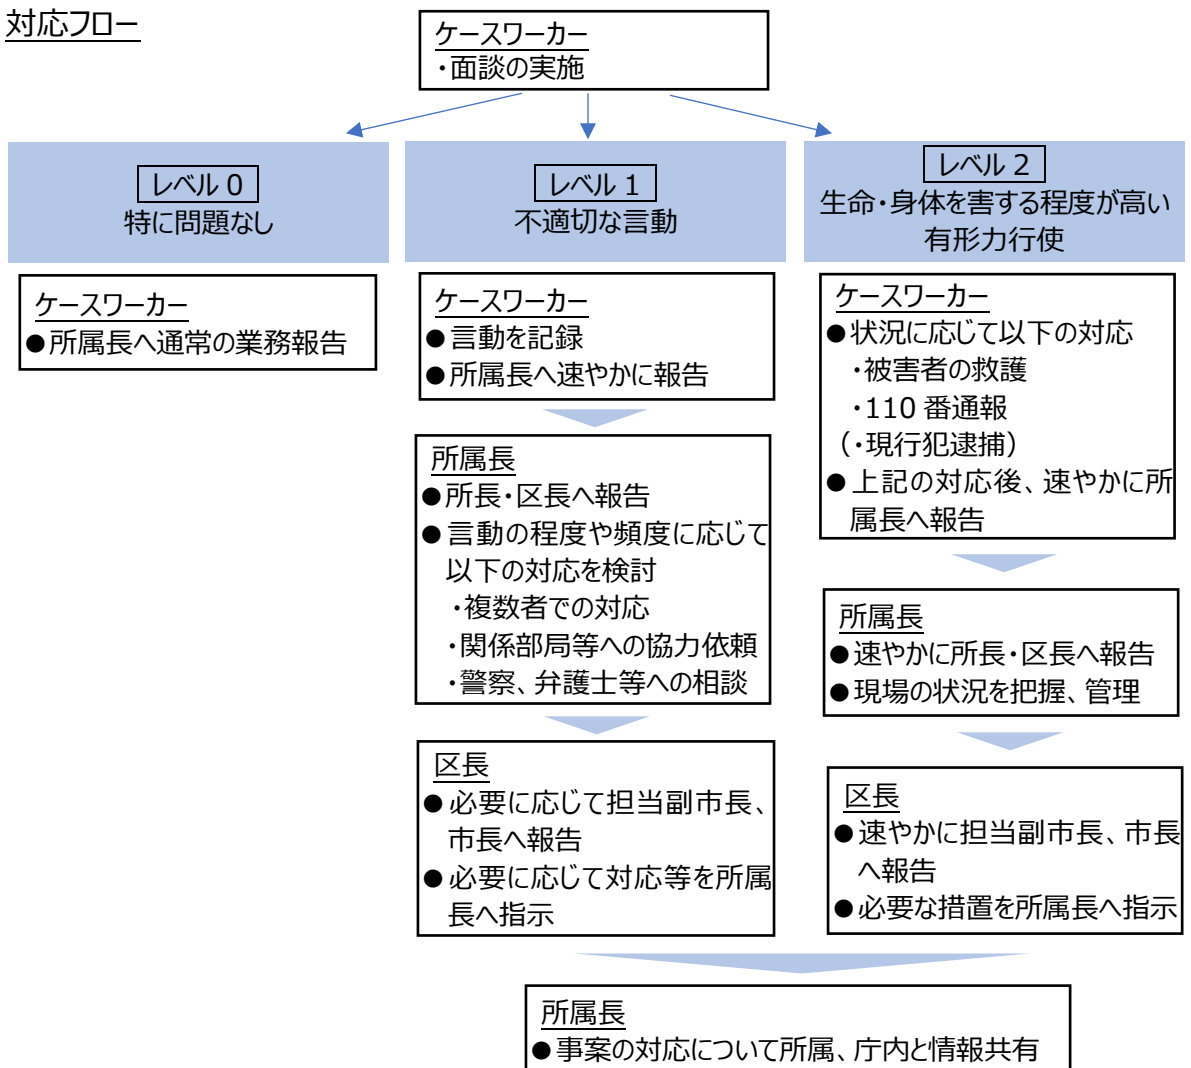 対応フロー
ケースワーカー
・面談の実施
レベル 0
特に問題なし
ケースワーカー
●所属長へ通常の業務報告
レベル 1
不適切な言動
ケースワーカー
●言動を記録
●所属長へ速やかに報告
所属長
●所長・区長へ報告
●言動の程度や頻度に応じて
以下の対応を検討
・複数者での対応
・関係部局等への協力依頼
・警察、弁護士等への相談
区長
●必要に応じて担当副市長、
市長へ報告
●必要に応じて対応等を所属
長へ指示
レベル 2
生命・身体を害する程度が高い
有形力行使
ケースワーカー
●状況に応じて以下の対応
・被害者の救護
・110 番通報
（・現行犯逮捕）
●上記の対応後、速やかに所
属長へ報告
所属長
●速やかに所長・区長へ報告
●現場の状況を把握、管理
区長
●速やかに担当副市長、市長
へ報告
●必要な措置を所属長へ指示
所属長
●事案の対応について所属、庁内と情報共有